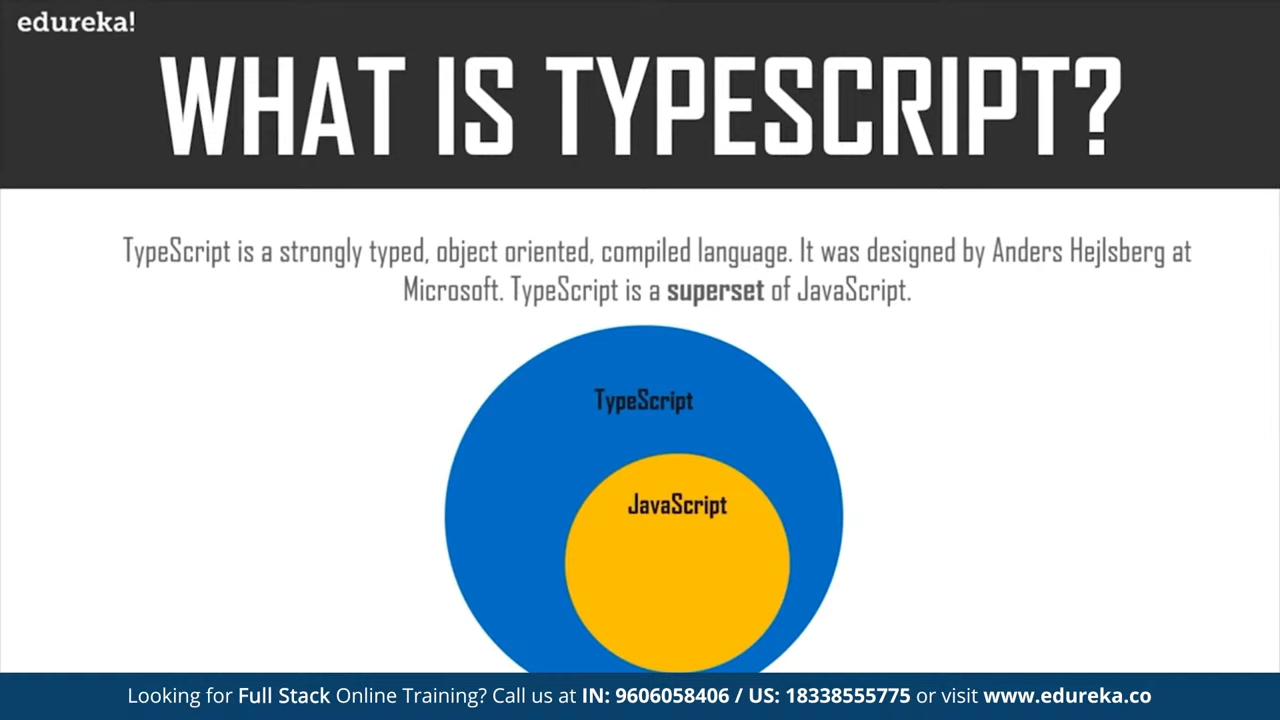 edureka!
WHAT IS TYPESCRIPT?
TypeScript is a strongly typed, object oriented, compiled language. It was designed by Anders Hejlsberg at
Microsoft. TypeScript is a superset of JavaScript.
TypeScript
JavaScript
Looking for Full Stack Online Training? Call us at IN: 9606058406 / US: 18338555775 or visit www.edureka.co